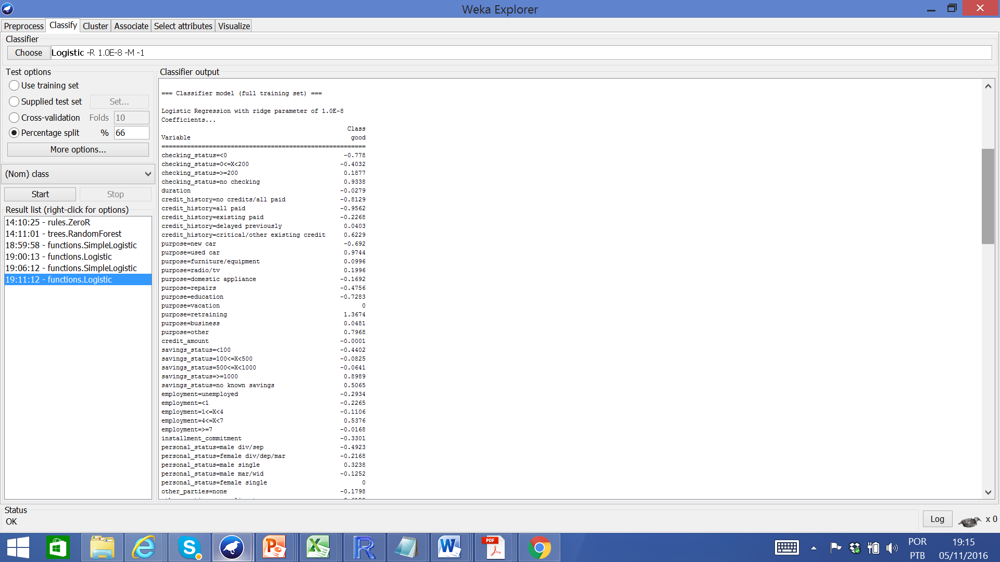 Weka Explorer
Preprocess Classify Cluster Associate Select attributes Visualize
Classifier
Choose Logistic -R 1.0E-8 -M -1
Test options
Use training set
Supplied test set Set...
Cross-validation Folds 10
Percentage split % 66
More options...
(Nom) class
Start Stop
Result list (right-click for options)
14:10:25 - rules.ZeroR
14:11:01 - trees.RandomForest
18:59:58 - functions.SimpleLogistic
19:00:13 - functions.Logistic
19:06:12 - functions.SimpleLogistic
19:11:12 - functions.Logistic
Classifier output
=== Classifier model (full training set) ===
Logistic Regression with ridge parameter of 1.0E-8
Coefficients...
Class
Variable good
========================================================
checking_status=<0 -0.778
checking_status=0<=X<200 -0.4032
checking_status=>=200 0.1877
checking_status=no checking 0.9338
duration -0.0279
credit_history=no credits/all paid -0.8129
credit_history=all paid -0.9562
credit_history=existing paid -0.2268
credit_history=delayed previously 0.0403
credit_history=critical/other existing credit 0.6229
purpose=new car -0.692
purpose=used car 0.9744
purpose=furniture/equipment 0.0996
purpose=radio/tv 0.1996
purpose=domestic appliance -0.1692
purpose=repairs -0.4756
purpose=education -0.7283
purpose=vacation 0
purpose=retraining 1.3674
purpose=business 0.0481
purpose=other 0.7968
credit_amount -0.0001
savings_status=<100 -0.4402
savings_status=100<=X<500 -0.0825
savings_status=500<=X<1000 -0.0641
savings_status=>=1000 0.8989
savings_status=no known savings 0.5065
employment=unemployed -0.2934
employment=<1 -0.2265
employment=1<=X<4 -0.1106
employment=4<=X<7 0.5376
employment=>=7 -0.0168
installment_commitment -0.3301
personal_status=male div/sep -0.4923
personal_status=female div/dep/mar -0.2168
personal_status=male single 0.3238
personal_status=male mar/wid -0.1252
personal_status=female single 0
other_parties=none -0.1798
Status
OK
Log x 0
POR
PTB
19:15
05/11/2016